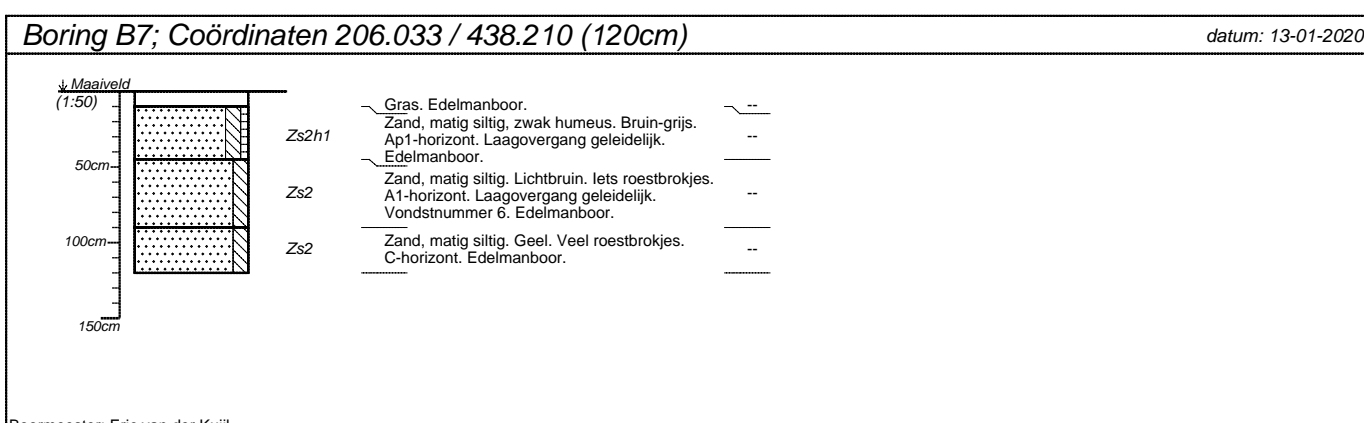 Boring B7; Coördinaten 206.033 / 438.210 (120cm)
datum: 13-01-2020
Maaiveld
(1:50)
Gras. Edelmanboor.
--
Zs2h1
Zand, matig siltig, zwak humeus. Bruin-grijs.
Ap1-horizont. Laagovergang geleidelijk.
Edelmanboor.
--
50cm
Zs2
Zand, matig siltig. Lichtbruin. Iets roestbrokjes.
A1-horizont. Laagovergang geleidelijk.
Vondstnummer 6. Edelmanboor.
--
100cm
Zs2
Zand, matig siltig. Geel. Veel roestbrokjes.
C-horizont. Edelmanboor.
--
150cm